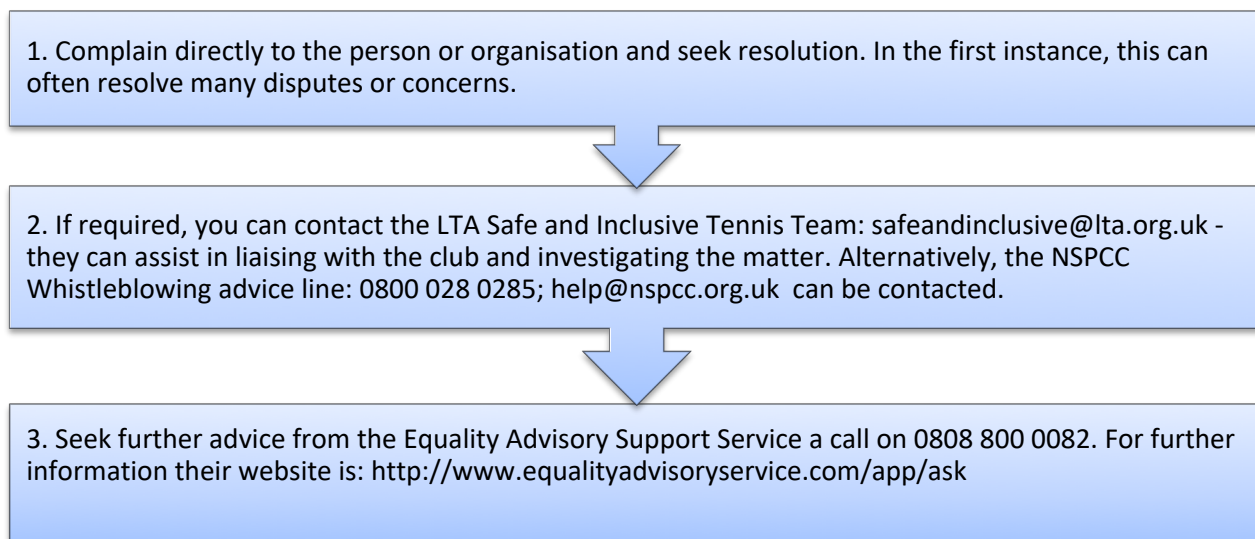 1. Complain directly to the person or organisation and seek resolution. In the first instance, this can
often resolve many disputes or concerns.
2. If required, you can contact the LTA Safe and Inclusive Tennis Team: safeandinclusive@lta.org.uk -
they can assist in liaising with the club and investigating the matter. Alternatively, the NSPCC
Whistleblowing advice line: 0800 028 0285; help@nspcc.org.uk  can be contacted.
3. Seek further advice from the Equality Advisory Support Service a call on 0808 800 0082. For further
information their website is: http://www.equalityadvisoryservice.com/app/ask